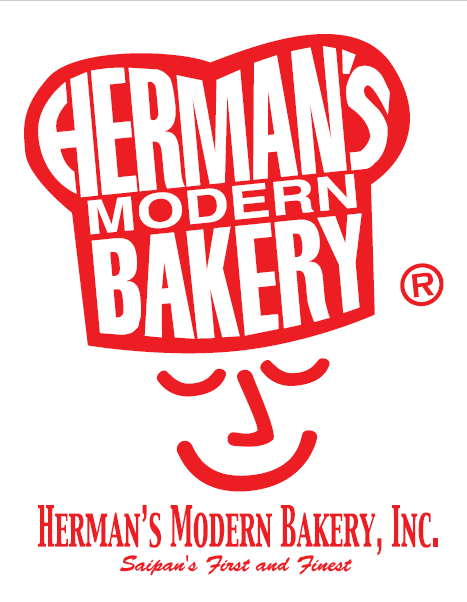 HERMAN'S
MODERN
BAKERY
®
HERMAN'S MODERN BAKERY, INC.
Saipan's First and Finest